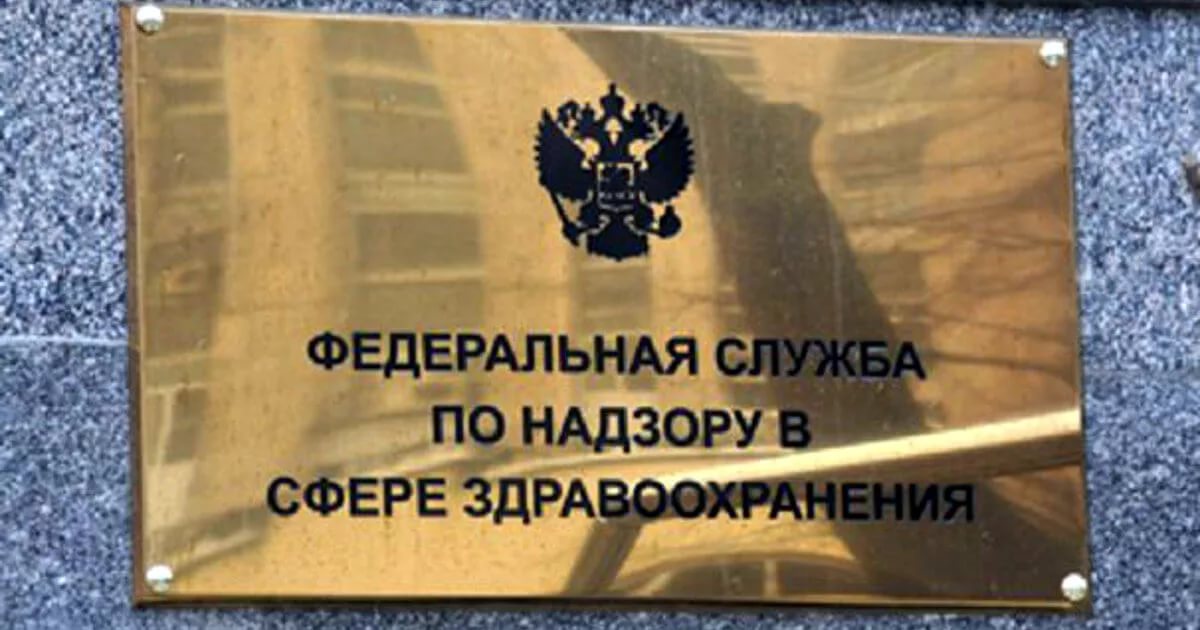 ФЕДЕРАЛЬНАЯ СЛУЖБА
ПО НАДЗОРУ В
СФЕРЕ ЗДРАВООХРАНЕНИЯ